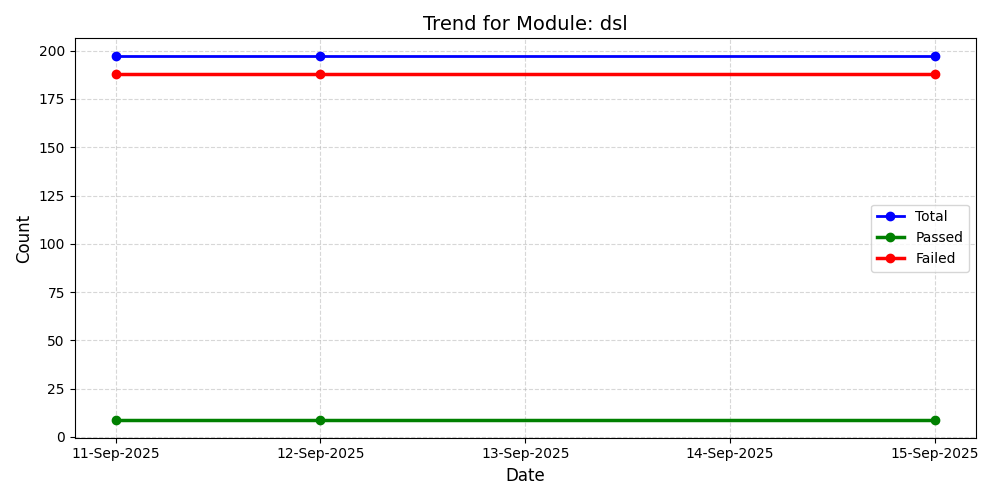 Trend for Module: dsl
200
175
150
125
100
75
50
25
0
Count
Total
Passed
Failed
11-Sep-2025 12-Sep-2025 13-Sep-2025 14-Sep-2025 15-Sep-2025
Date